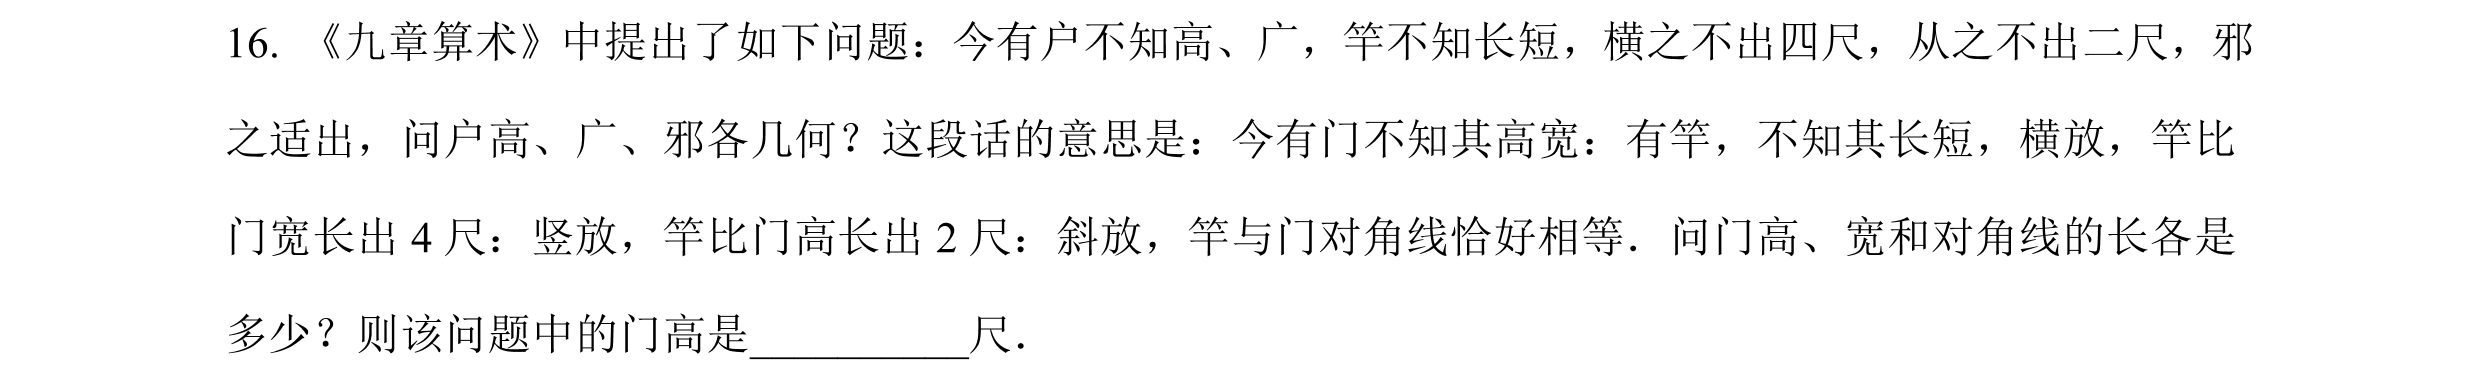 16. 《九章算术》中提出了如下问题：今有户不知高、广，竿不知长短，横之不出四尺，从之不出二尺，邪
之适出，问户高、广、邪各几何？这段话的意思是：今有门不知其高宽：有竿，不知其长短，横放，竿比
门宽长出 4 尺：竖放，竿比门高长出 2 尺：斜放，竿与门对角线恰好相等．问门高、宽和对角线的长各是
多少？则该问题中的门高是__________尺．